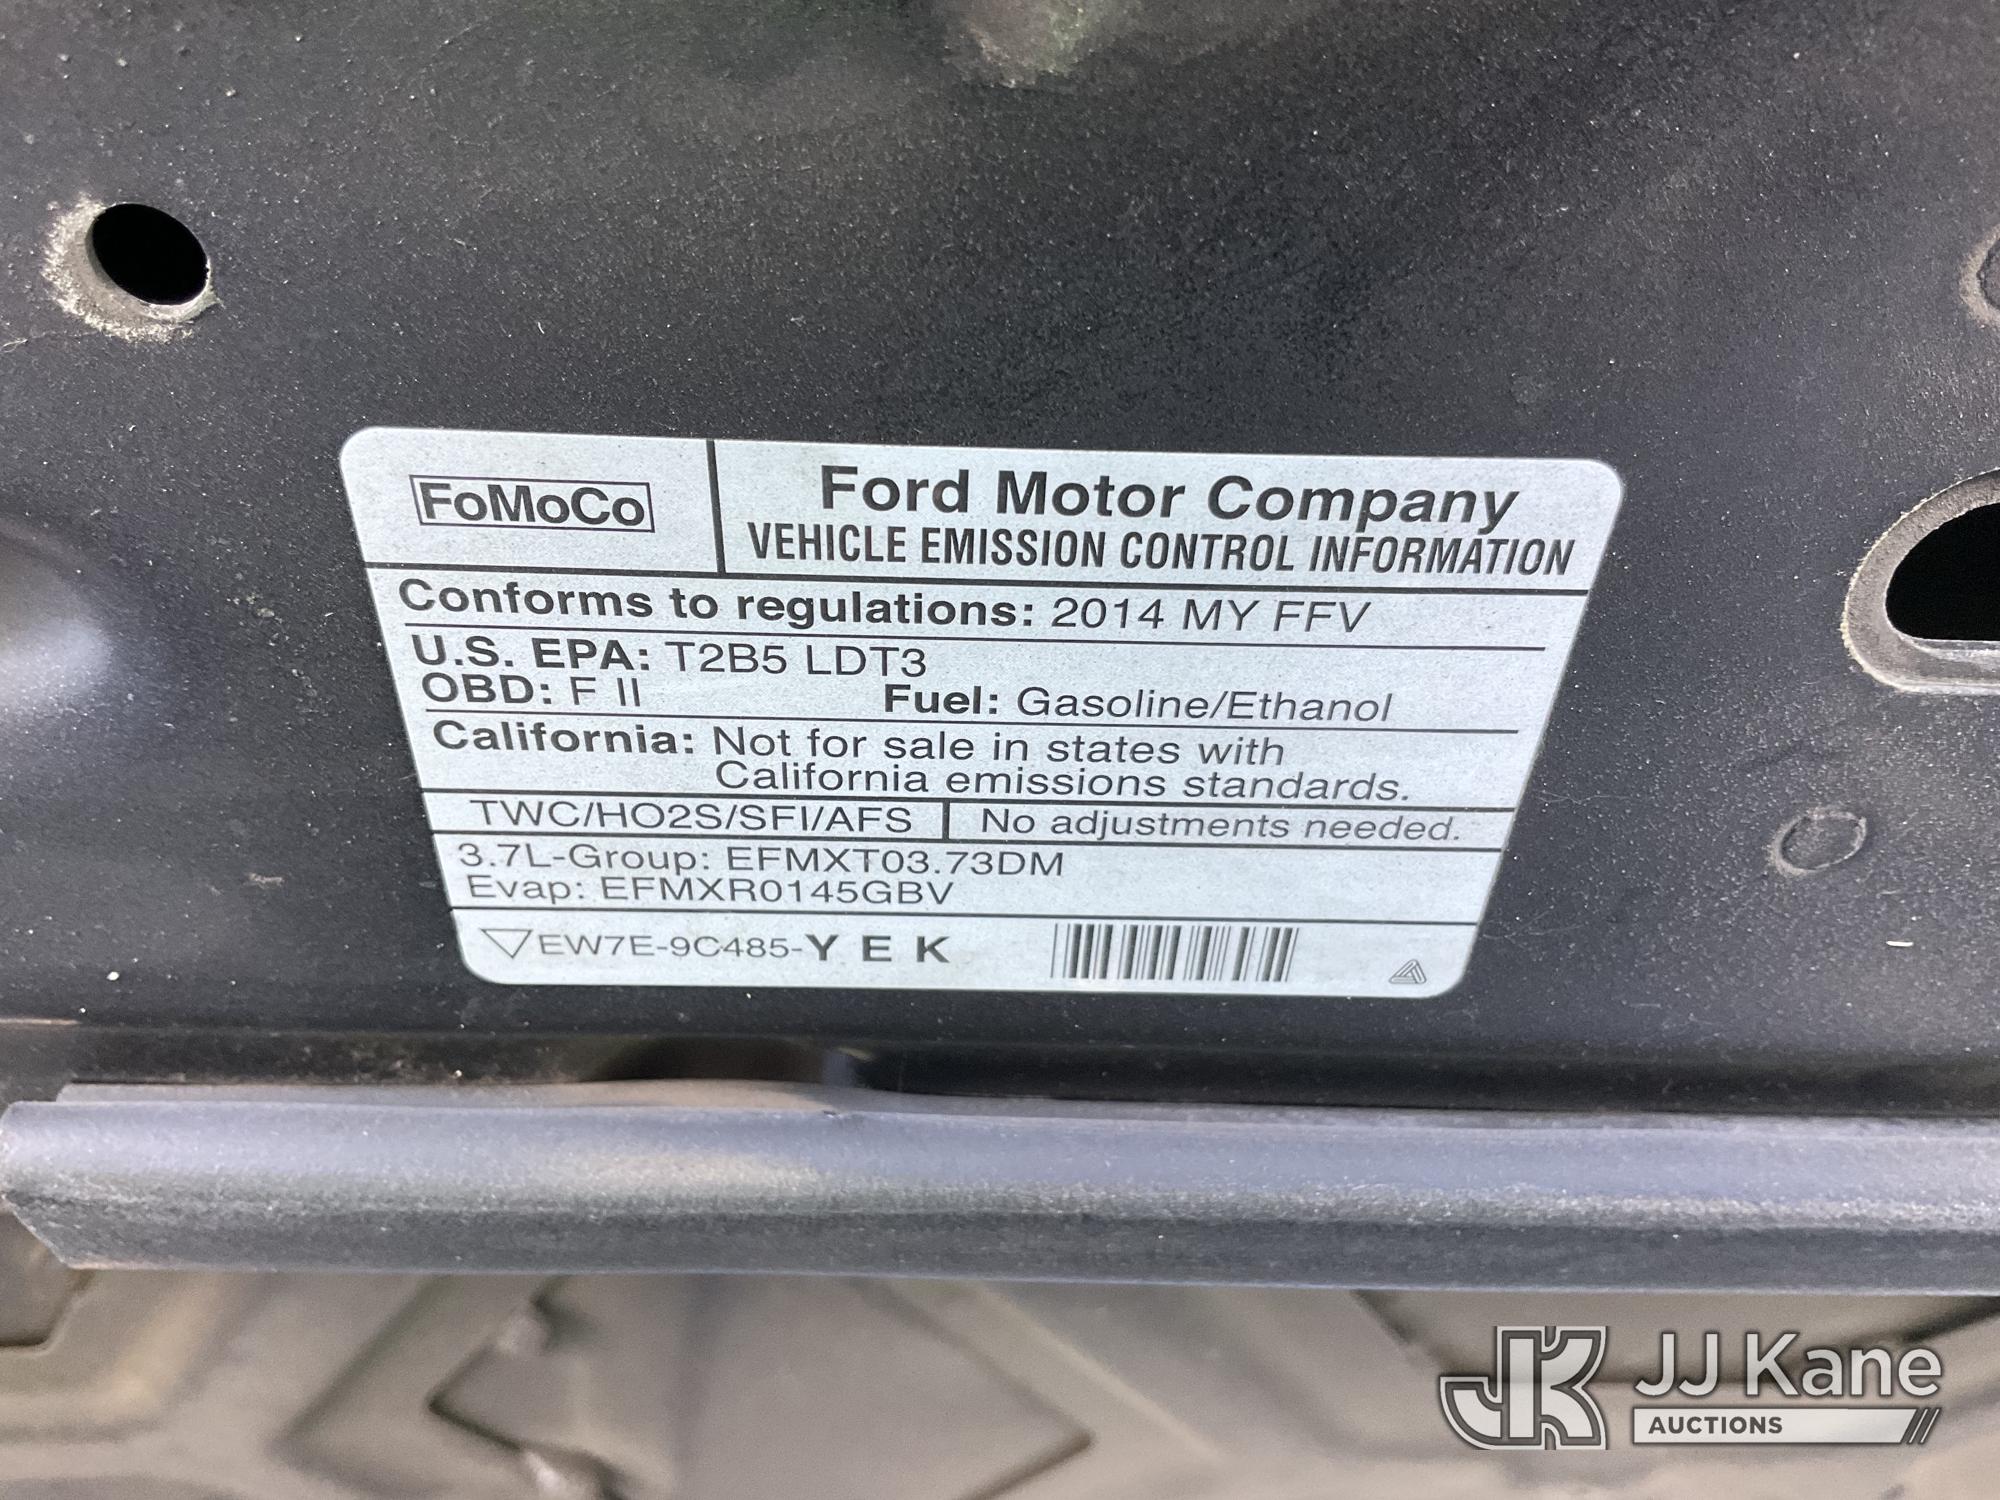 FoMoCo
Ford Motor Company
VEHICLE EMISSION CONTROL INFORMATION
Conforms to regulations: 2014 MY FFV
U.S. EPA: T2B5 LDT3
OBD: F II Fuel: Gasoline/Ethanol
California: Not for sale in states with
California emissions standards.
TWC/HO2S/SFI/AFS No adjustments needed.
3.7L-Group: EFMXT03.73DM
Evap: EFMXR0145GBV
EW7E-9C485-Y E K
JK JJ Kane
AUCTIONS